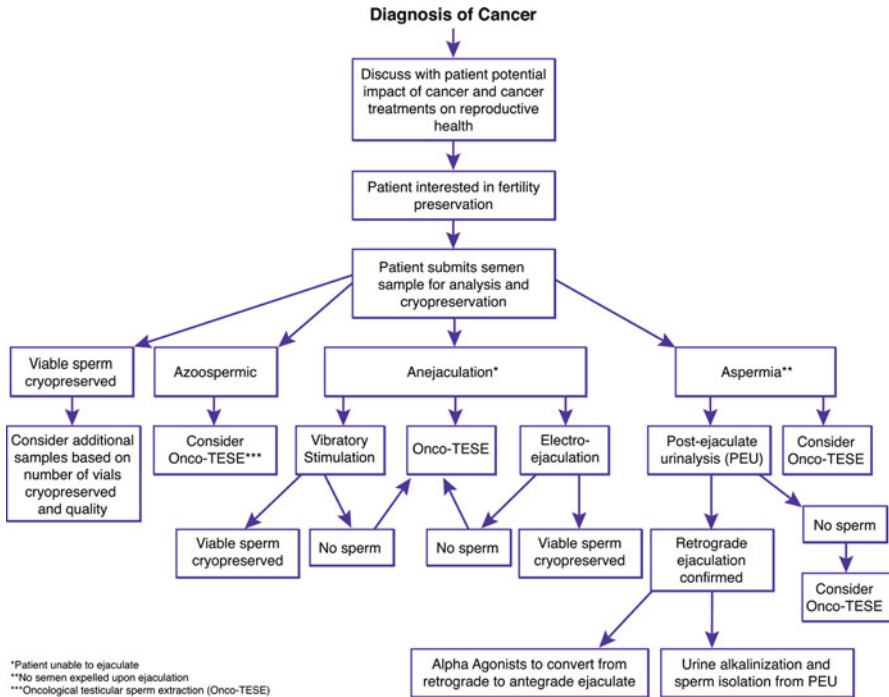 Diagnosis of Cancer
Discuss with patient potential
impact of cancer and cancer
treatments on reproductive
health
Patient interested in fertility
preservation
Patient submits semen
sample for analysis and
cryopreservation
Viable sperm
cryopreserved
Azoospermic
Anejaculation*
Aspermia**
Consider additional
samples based on
number of vials
cryopreserved
and quality
Consider
Onco-TESE***
Vibratory
Stimulation
Onco-TESE
Electro-
ejaculation
Post-ejaculate
urinalysis (PEU)
Consider
Onco-TESE
Viable sperm
cryopreserved
No sperm
No sperm
Viable sperm
cryopreserved
Retrograde
ejaculation
confirmed
No sperm
Consider
Onco-TESE
Alpha Agonists to convert from
retrograde to antegrade ejaculate
Urine alkalinization and
sperm isolation from PEU
*Patient unable to ejaculate
**No semen expelled upon ejaculation
***Oncological testicular sperm extraction (Onco-TESE)